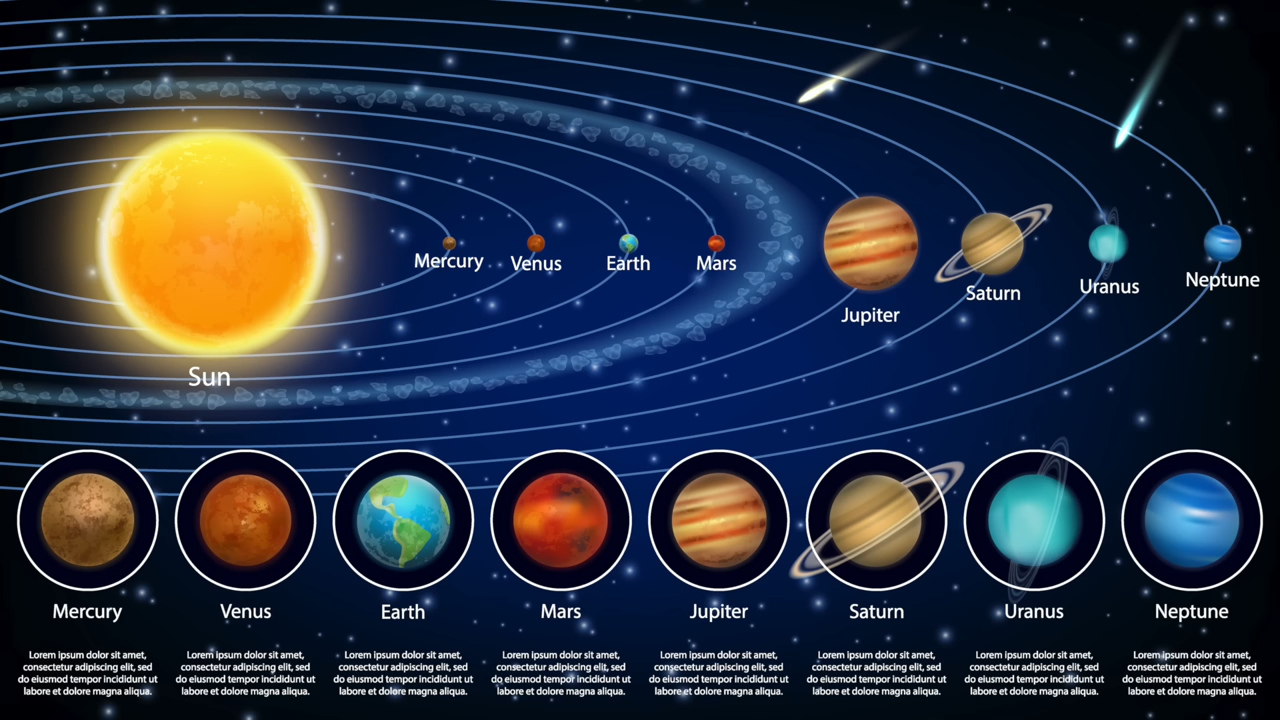 Mercury
Venus
Earth
Mars
Jupiter
Saturn
Uranus
Neptune
Sun
Mercury
Venus
Earth
Mars
Jupiter
Saturn
Uranus
Neptune
Lorem ipsum dolor sit amet,
consectetur adipiscing elit, sed
do eiusmod tempor incididunt ut
labore et dolore magna aliqua.
Lorem ipsum dolor sit amet,
consectetur adipiscing elit, sed
do eiusmod tempor incididunt ut
labore et dolore magna aliqua.
Lorem ipsum dolor sit amet,
consectetur adipiscing elit, sed
do eiusmod tempor incididunt ut
labore et dolore magna aliqua.
Lorem ipsum dolor sit amet,
consectetur adipiscing elit, sed
do eiusmod tempor incididunt ut
labore et dolore magna aliqua.
Lorem ipsum dolor sit amet,
consectetur adipiscing elit, sed
do eiusmod tempor incididunt ut
labore et dolore magna aliqua.
Lorem ipsum dolor sit amet,
consectetur adipiscing elit, sed
do eiusmod tempor incididunt ut
labore et dolore magna aliqua.
Lorem ipsum dolor sit amet,
consectetur adipiscing elit, sed
do eiusmod tempor incididunt ut
labore et dolore magna aliqua.
Lorem ipsum dolor sit amet,
consectetur adipiscing elit, sed
do eiusmod tempor incididunt ut
labore et dolore magna aliqua.